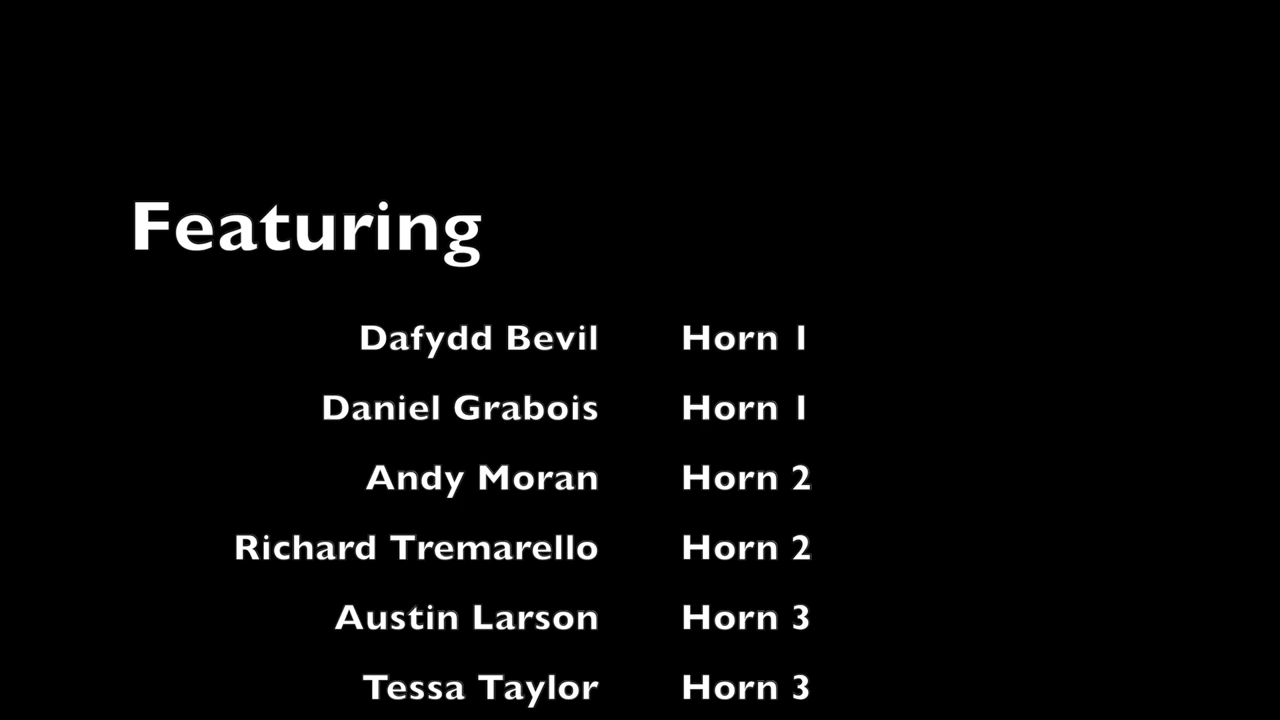 Featuring
Dafydd Bevil Horn 1
Daniel Grabois Horn 1
Andy Moran Horn 2
Richard Tremarello Horn 2
Austin Larson Horn 3
Tessa Taylor Horn 3